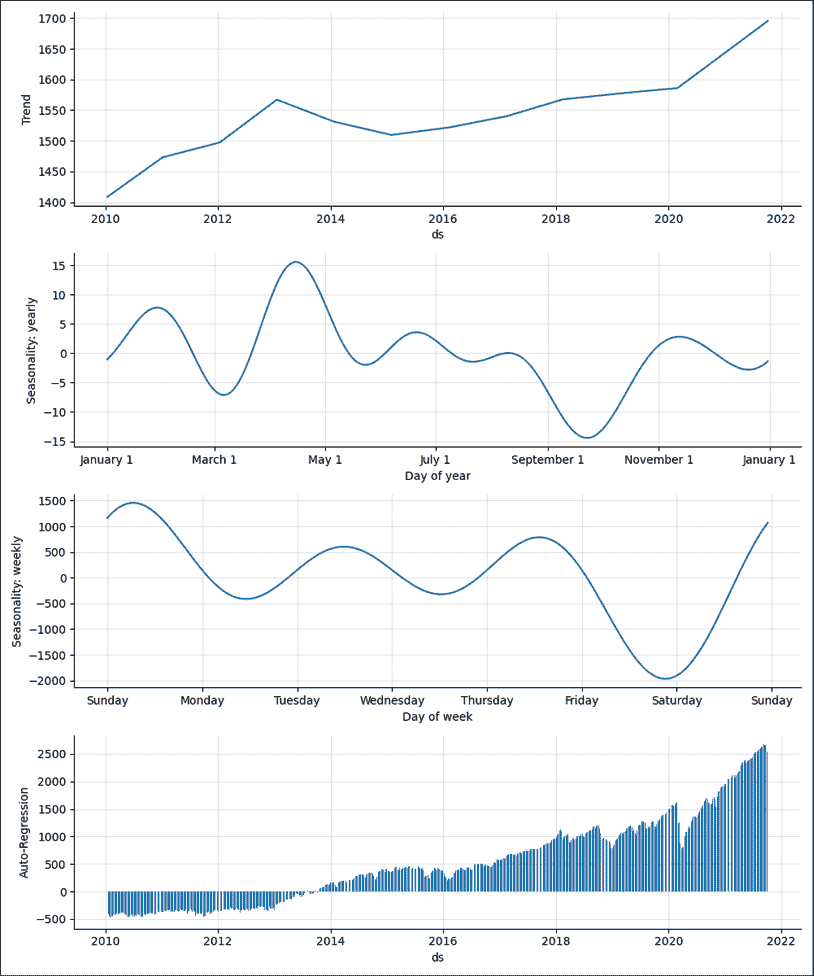 Trend
1700
1650
1600
1550
1500
1450
1400
2010 2012 2014 2016 2018 2020 2022
ds
Seasonality: yearly
15
10
5
0
−5
−10
−15
January 1 March 1 May 1 July 1 September 1 November 1 January 1
Day of year
Seasonality: weekly
1500
1000
500
0
−500
−1000
−1500
−2000
Sunday Monday Tuesday Wednesday Thursday Friday Saturday Sunday
Day of week
Auto-Regression
2500
2000
1500
1000
500
0
−500
2010 2012 2014 2016 2018 2020 2022
ds